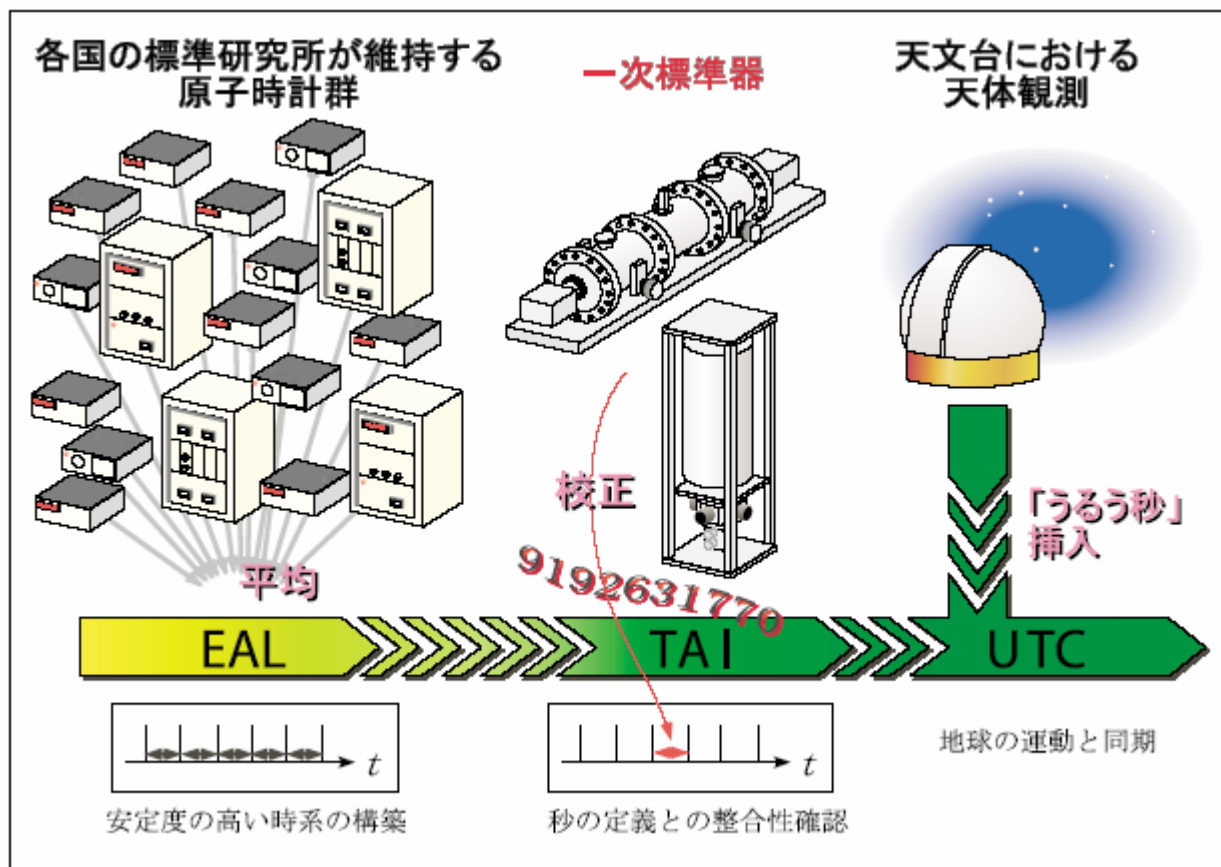 各国の標準研究所が維持する
原子時計群
一次標準器
天文台における
天体観測
校正
「うるう秒」
挿入
平均
9192631770
EAL
TAI
UTC
t
安定度の高い時系の構築
t
秒の定義との整合性確認
地球の運動と同期